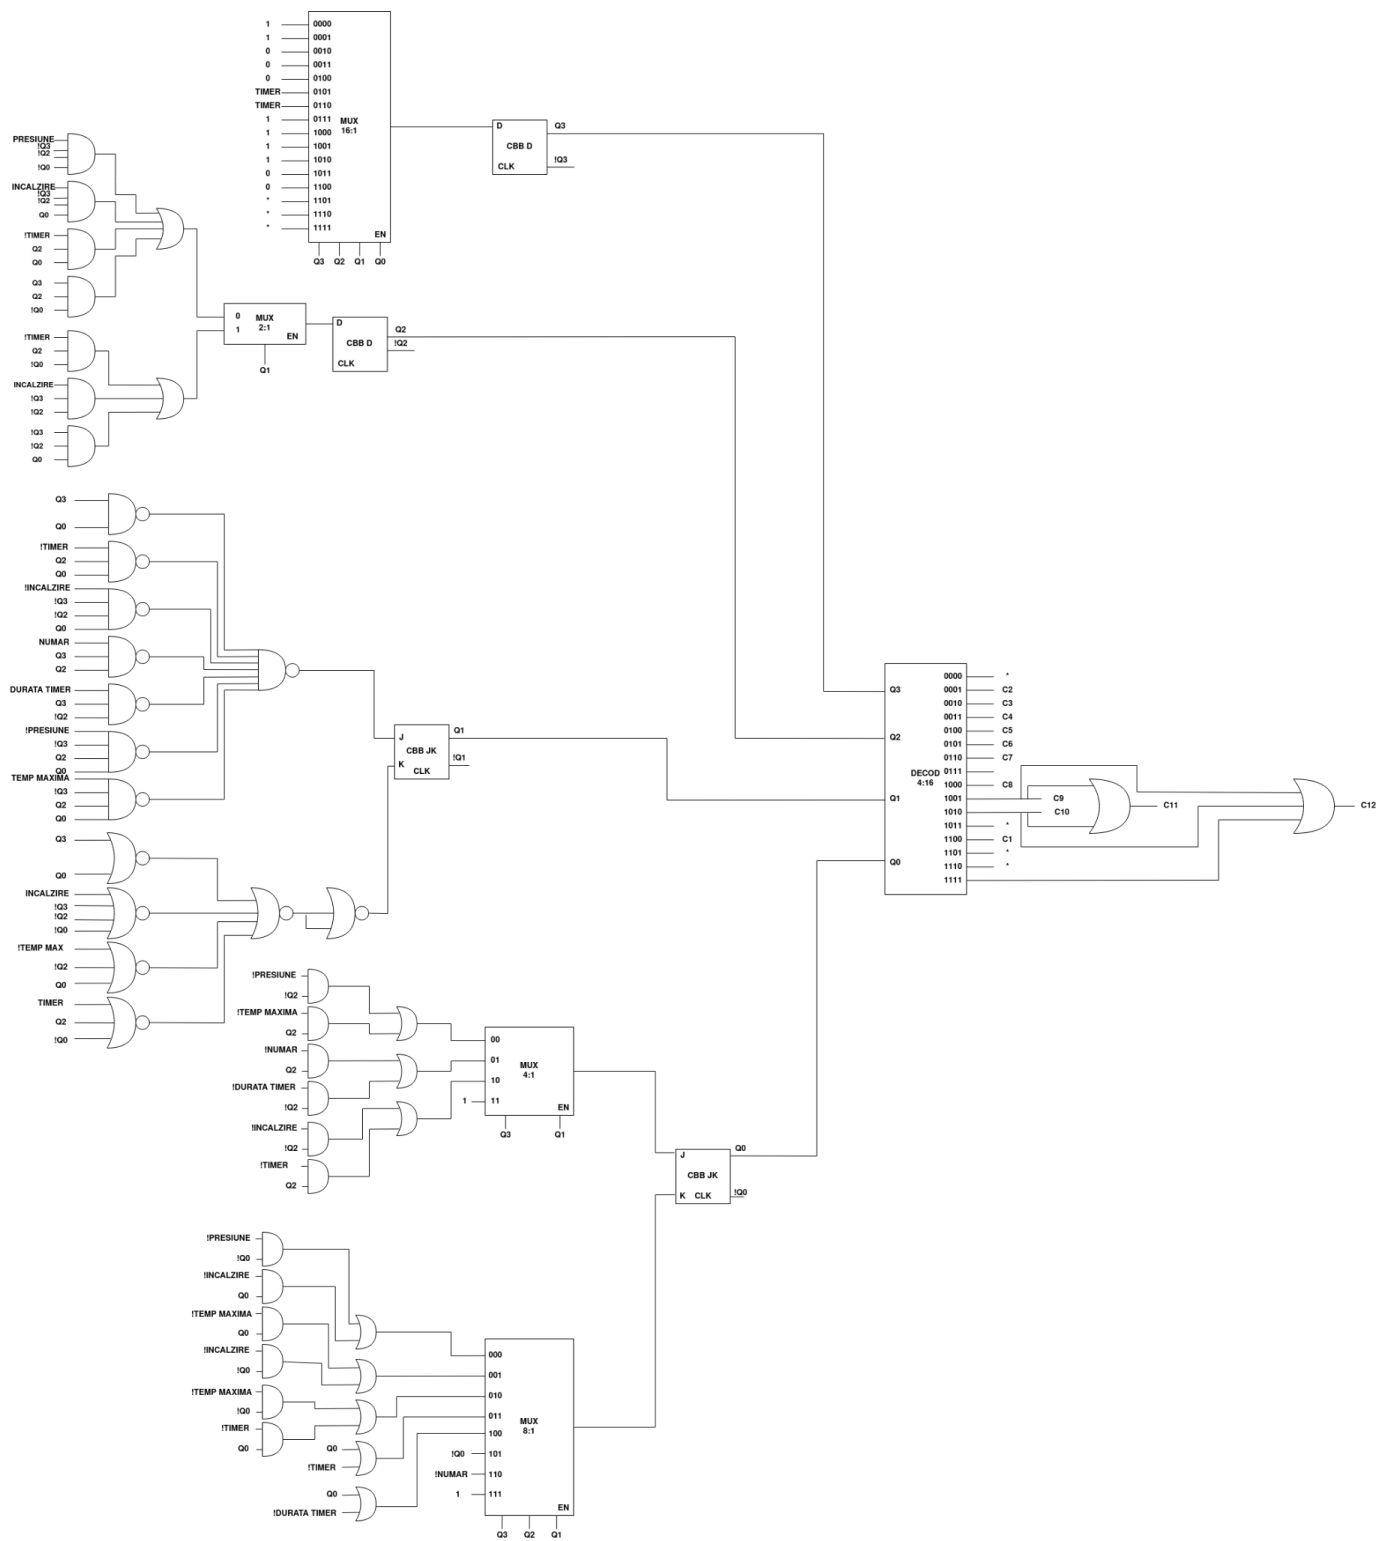 1 0000
1 0001
0 0010
0 0011
0 0100
TIMER 0101
TIMER 0110
1 0111
1 1000
1 1001
1 1010
0 1011
0 1100
* 1101
* 1110
* 1111
MUX
16:1
EN
Q3 Q2 Q1 Q0
D
CBB D
CLK
Q3
!Q3
PRESIUNE
!Q3
!Q2
!Q0
INCALZIRE
!Q3
!Q2
Q0
!TIMER
Q2
Q0
Q3
Q2
!Q0
!TIMER
Q2
!Q0
INCALZIRE
!Q3
!Q2
!Q3
!Q2
Q0
0
1
MUX
2:1
EN
Q1
D
CBB D
CLK
Q2
!Q2
Q3
Q0
!TIMER
Q2
Q0
!INCALZIRE
!Q3
!Q2
Q0
NUMAR
Q3
Q2
DURATA TIMER
Q3
!Q2
!PRESIUNE
!Q3
Q2
Q0
TEMP MAXIMA
!Q3
Q2
Q0
Q3
Q0
INCALZIRE
!Q3
!Q2
!Q0
!TEMP MAX
!Q2
Q0
TIMER
Q2
!Q0
J
CBB JK
K
CLK
Q1
!Q1
!PRESIUNE
!Q2
!TEMP MAXIMA
Q2
!NUMAR
Q2
!DURATA TIMER
!Q2
!INCALZIRE
!Q2
!TIMER
Q2
00
01
10
1 11
MUX
4:1
EN
Q3 Q1
J
CBB JK
K CLK
Q0
!Q0
!PRESIUNE
!Q0
!INCALZIRE
Q0
!TEMP MAXIMA
Q0
!INCALZIRE
!Q0
!TEMP MAXIMA
!Q0
!TIMER
Q0
Q0
!TIMER
Q0
!DURATA TIMER
000
001
010
011
100
!Q0 101
!NUMAR 110
1 111
MUX
8:1
EN
Q3 Q2 Q1
Q3
Q2
Q1
Q0
DECOD
4:16
0000 *
0001 C2
0010 C3
0011 C4
0100 C5
0101 C6
0110 C7
0111
1000 C8
1001 C9
1010 C10
1011 *
1100 C1
1101 *
1110 *
1111
C11
C12